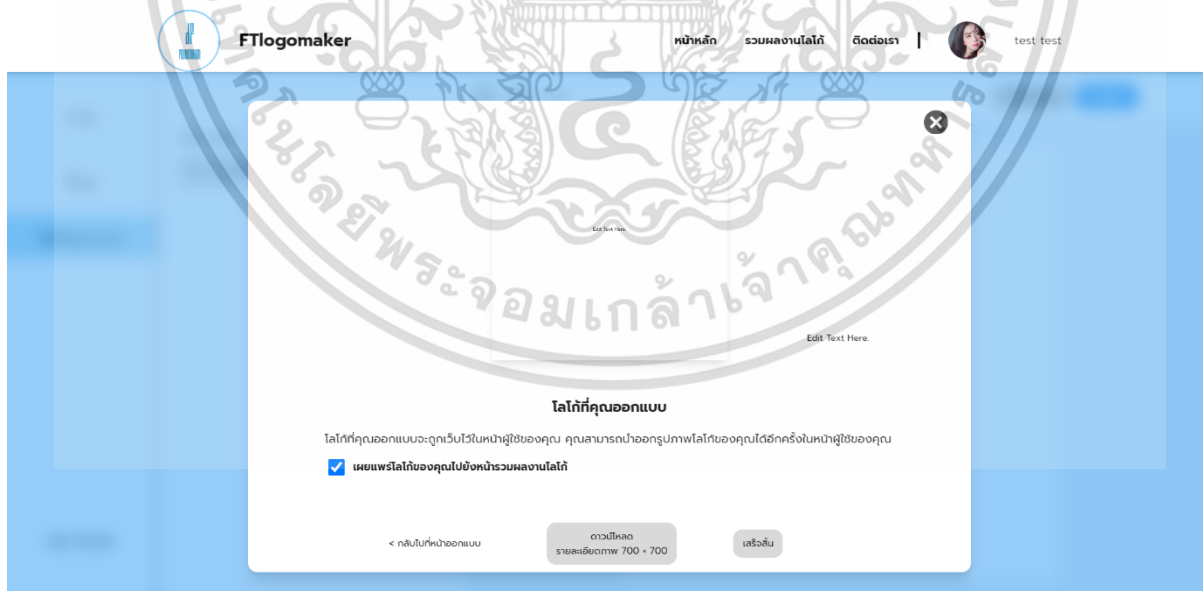 FTlogomaker
หน้าหลัก รวมผลงานโลโก้ ติดต่อเรา | test test
Edit Text Here.
Edit Text Here.
โลโก้ที่คุณออกแบบ
โลโก้ที่คุณออกแบบจะถูกเว็บไว้ในหน้าผู้ใช้ของคุณ คุณสามารถนำออกรูปภาพโลโก้ของคุณได้อีกครั้งในหน้าผู้ใช้ของคุณ
เผยแพร่โลโก้ของคุณไปยังหน้ารวมผลงานโลโก้
< กลับไปที่หน้าออกแบบ
ดาวน์โหลด
รายละเอียดภาพ 700 × 700
เสร็จสิ้น